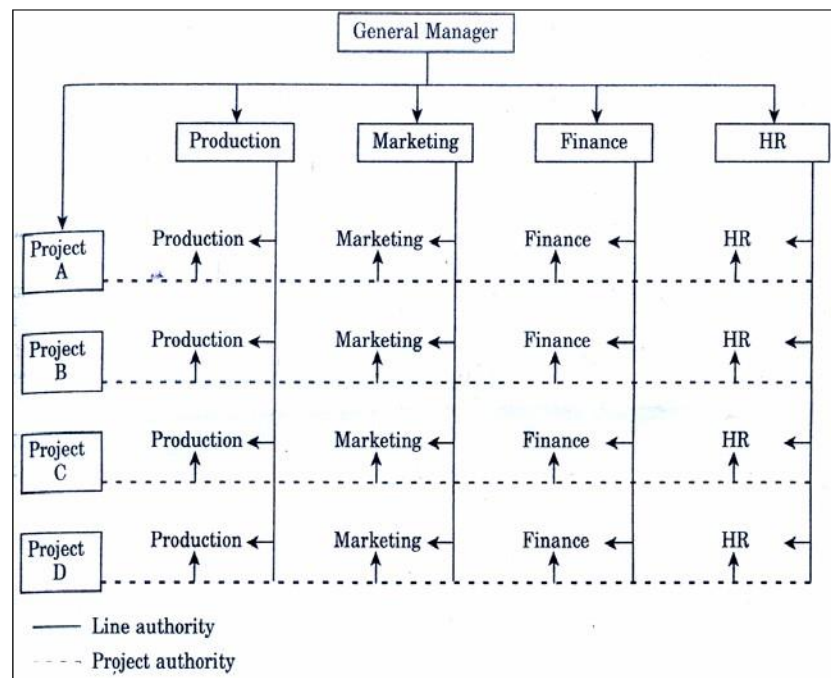 General Manager
Production Marketing Finance HR
Project
A
Production Marketing Finance HR
Project
B
Production Marketing Finance HR
Project
C
Production Marketing Finance HR
Project
D
Production Marketing Finance HR
Line authority
Project authority